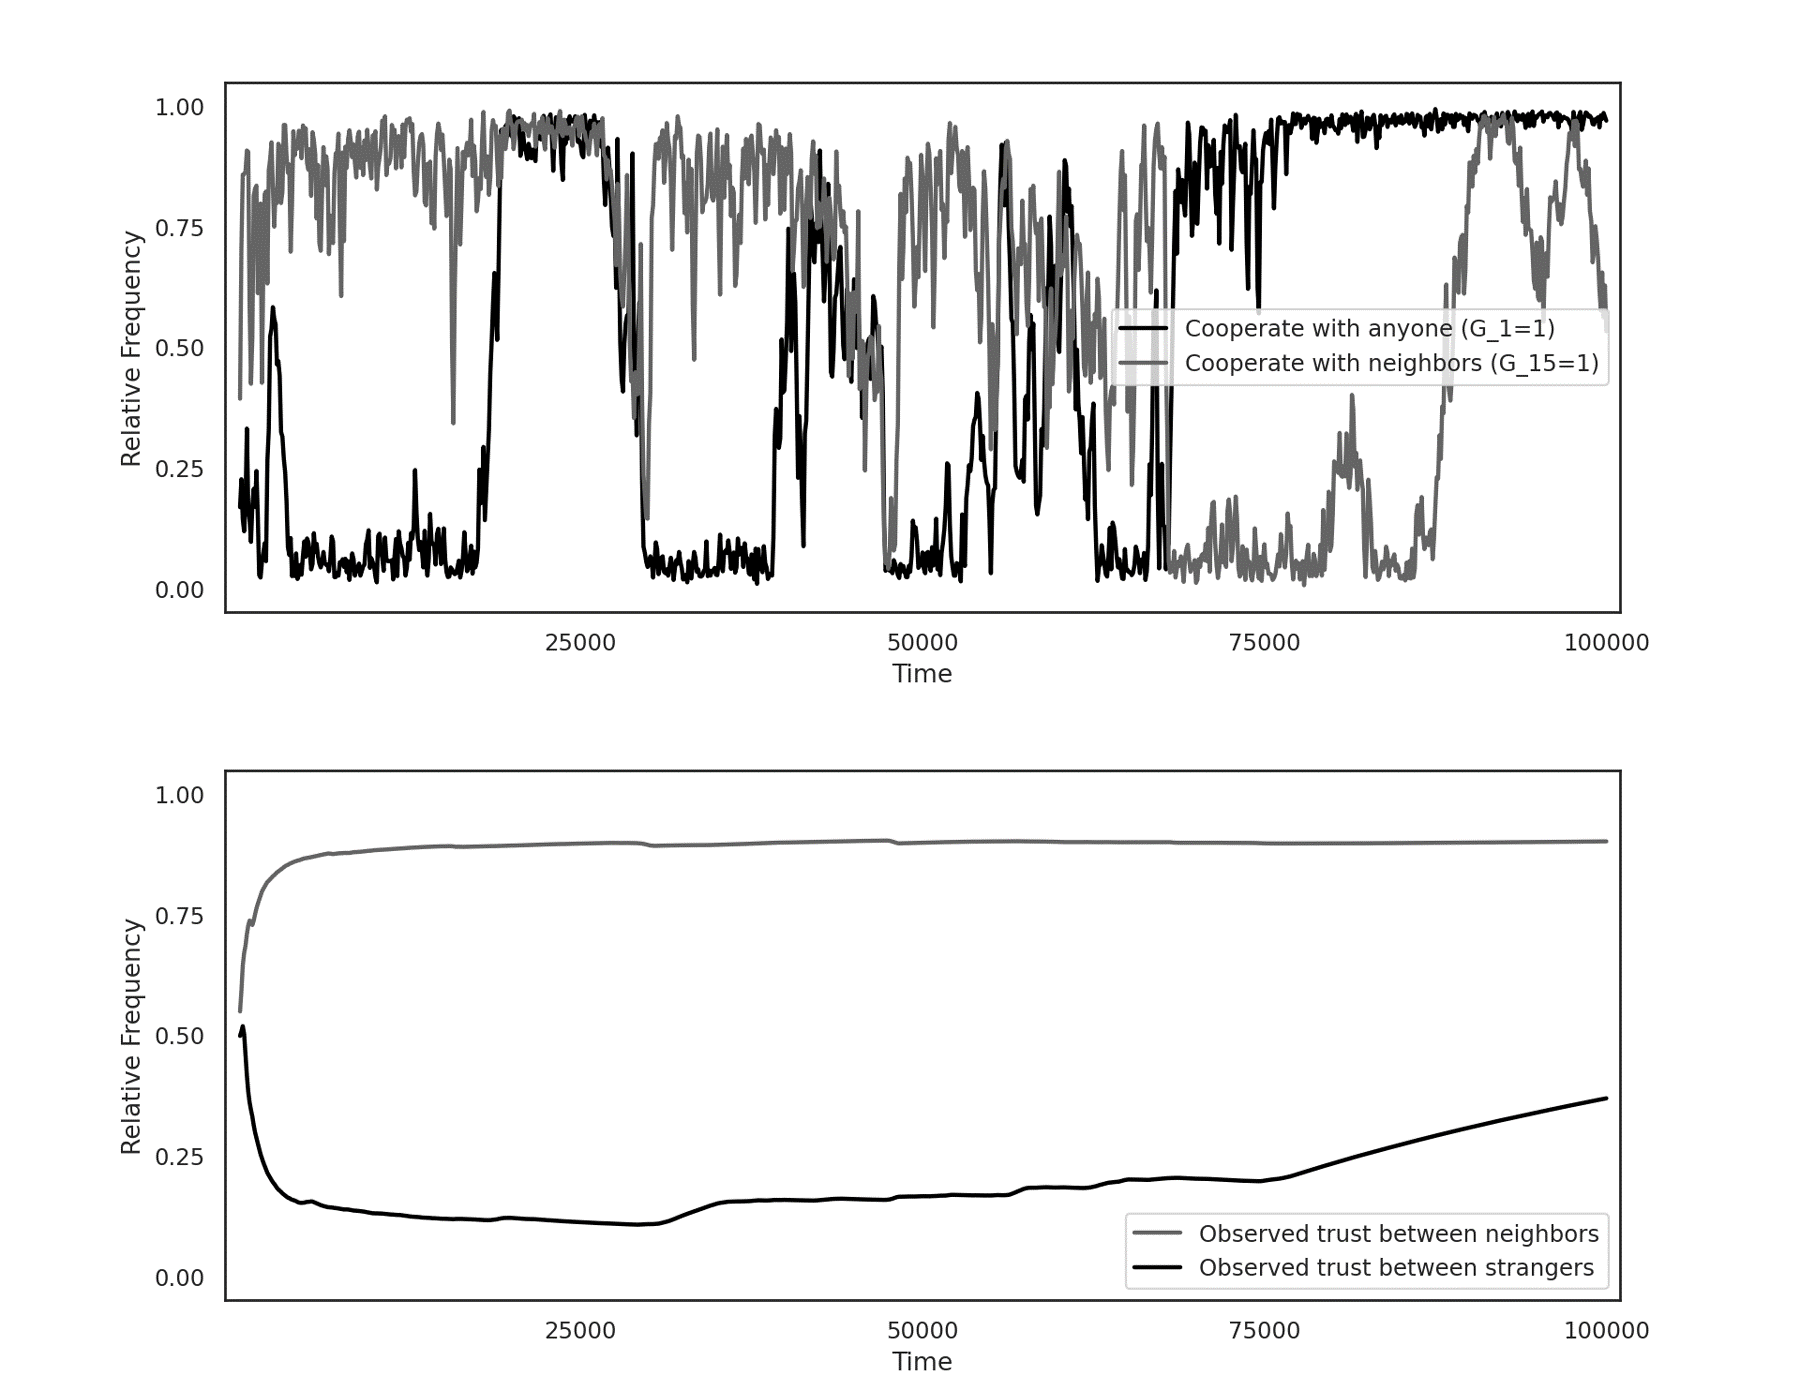 1.00
0.75
0.50
0.25
0.00
Relative Frequency
Cooperate with anyone (G_1=1)
Cooperate with neighbors (G_15=1)
25000 50000 75000 100000
Time
1.00
0.75
0.50
0.25
0.00
Relative Frequency
Observed trust between neighbors
Observed trust between strangers
25000 50000 75000 100000
Time